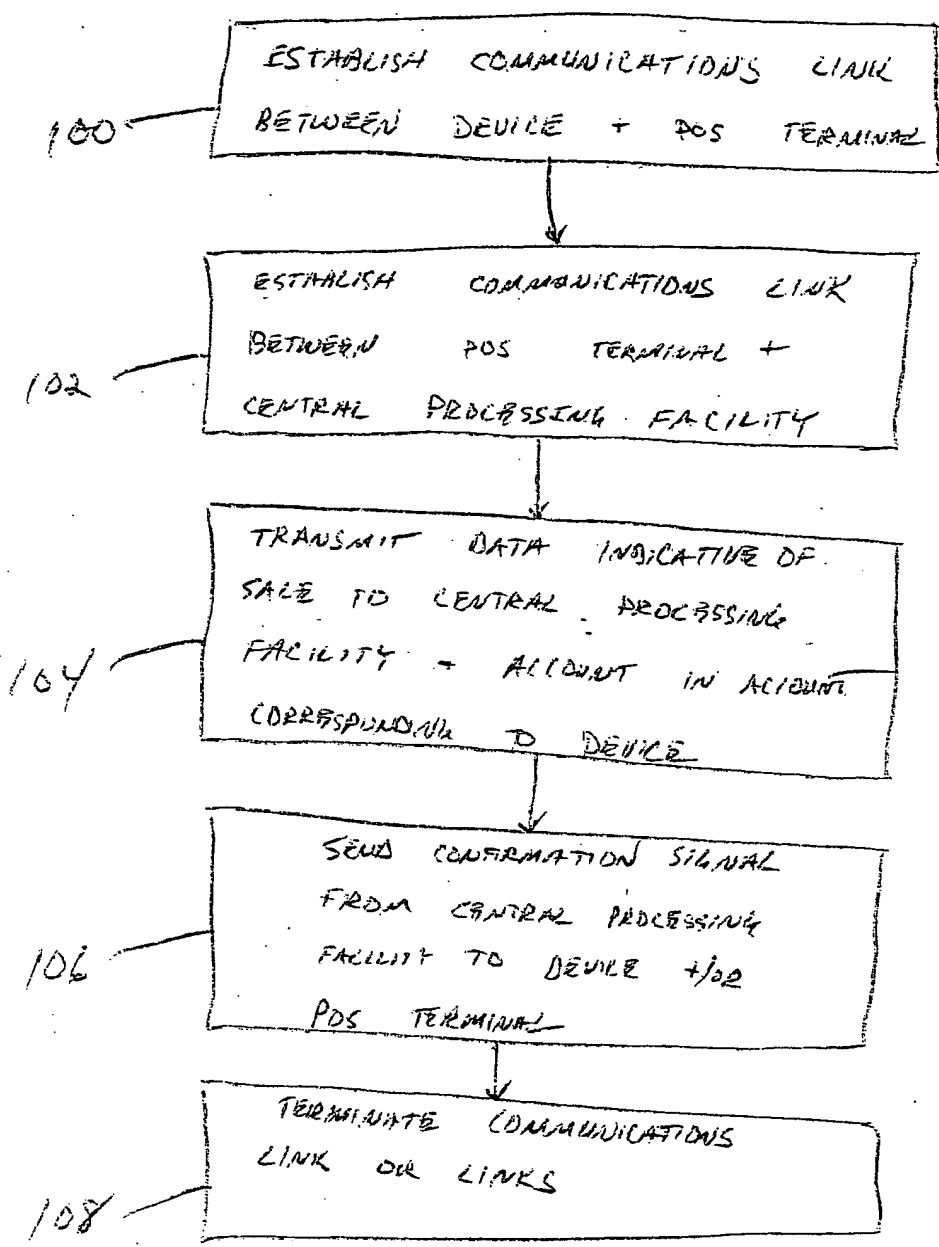 ESTABLISH COMMUNICATIONS LINK
100
BETWEEN DEVICE + POS TERMINAL
ESTABLISH COMMUNICATIONS LINK
BETWEEN POS TERMINAL +
102
CENTRAL PROCESSING FACILITY
TRANSMIT DATA INDICATIVE OF
SALE TO CENTRAL PROCESSING
FACILITY + ACCOUNT IN ACCOUNT
104
CORRESPONDING TO DEVICE
SEND CONFIRMATION SIGNAL
FROM CENTRAL PROCESSING
106
FACILITY TO DEVICE +/OR
POS TERMINAL
TERMINATE COMMUNICATIONS
LINK OR LINKS
108